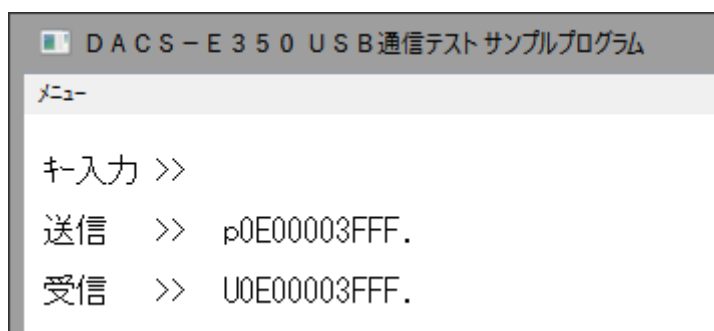 DACS-E350 USB通信テスト サンプルプログラム
メニュー
キー入力 >>
送信 >> p0E00003FFF.
受信 >> U0E00003FFF.